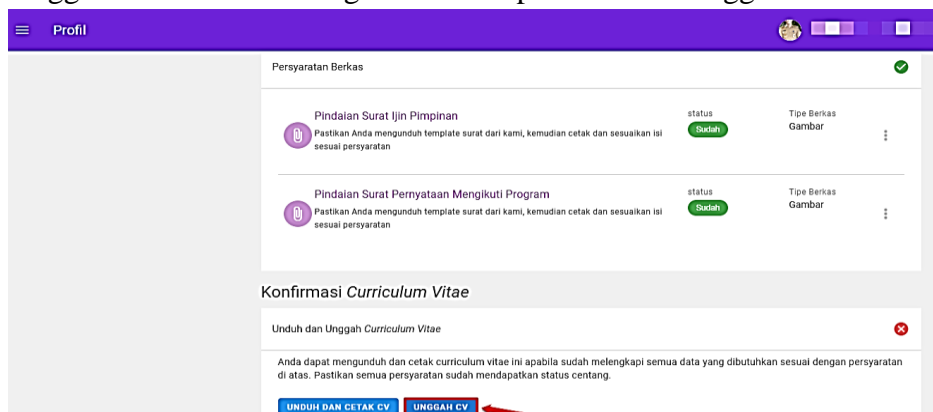 Profil
Persyaratan Berkas
Pindaian Surat Ijin Pimpinan
Pastikan Anda mengunduh template surat dari kami, kemudian cetak dan sesuaikan isi
sesuai persyaratan
status
Sudah
Tipe Berkas
Gambar
Pindaian Surat Pernyataan Mengikuti Program
Pastikan Anda mengunduh template surat dari kami, kemudian cetak dan sesuaikan isi
sesuai persyaratan
status
Sudah
Tipe Berkas
Gambar
Konfirmasi Curriculum Vitae
Unduh dan Unggah Curriculum Vitae
Anda dapat mengunduh dan cetak curriculum vitae ini apabila sudah melengkapi semua data yang dibutuhkan sesuai dengan persyaratan
di atas. Pastikan semua persyaratan sudah mendapatkan status centang.
UNDUH DAN CETAK CV UNGGAH CV